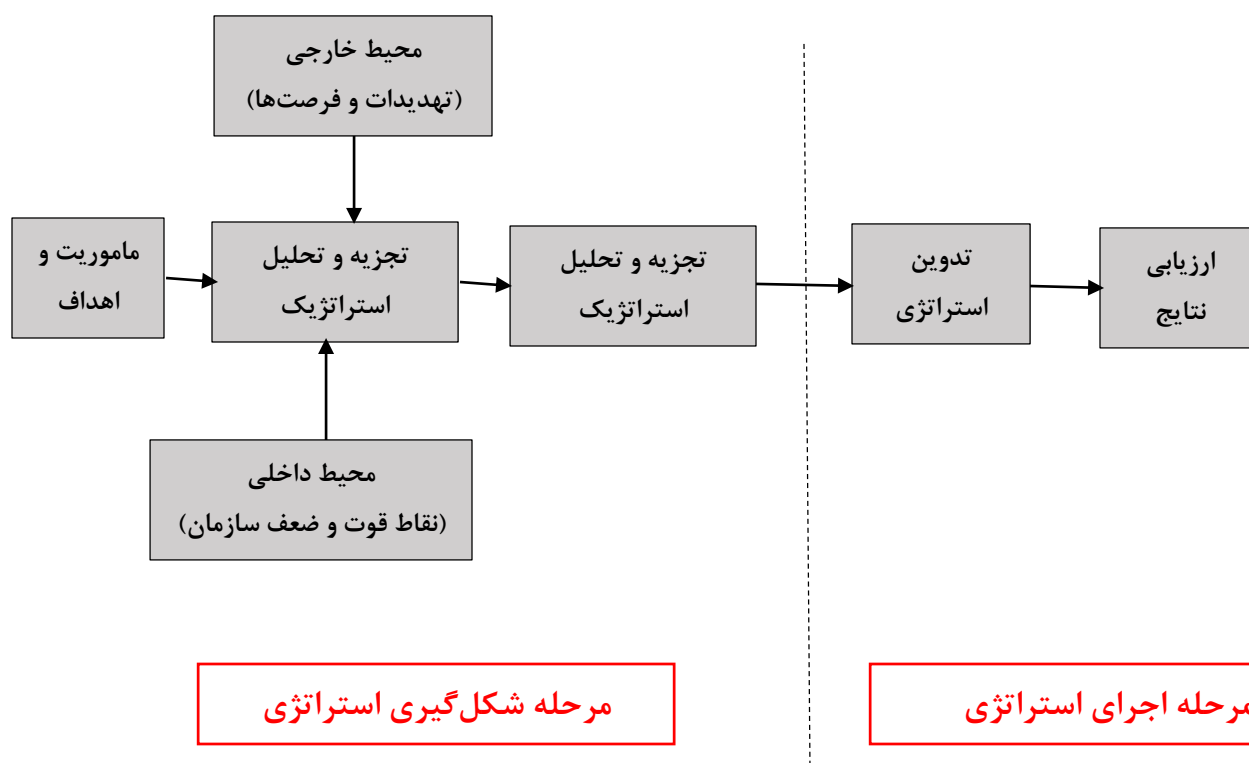 محیط خارجی
(تهدیدات و فرصت‌ها)
ماموریت و
اهداف
تجزیه و تحلیل
استراتژیک
تجزیه و تحلیل
استراتژیک
تدوین
استراتژی
ارزیابی
نتایج
محیط داخلی
(نقاط قوت و ضعف سازمان)
مرحله شکل‌گیری استراتژی
مرحله اجرای استراتژی